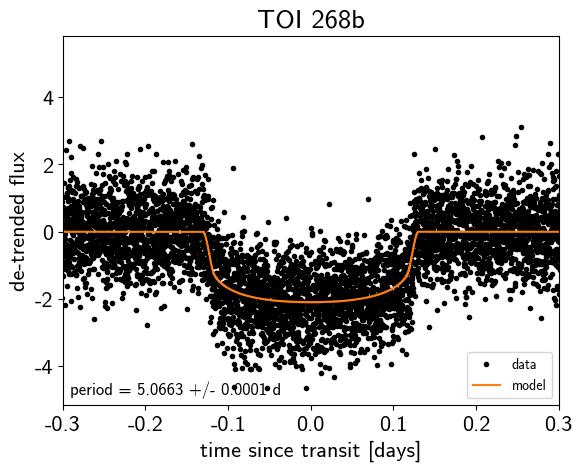 TOI 268b
de-trended flux
4
2
0
-2
-4
period = 5.0663 +/- 0.0001 d
data
model
-0.3 -0.2 -0.1 0.0 0.1 0.2 0.3
time since transit [days]